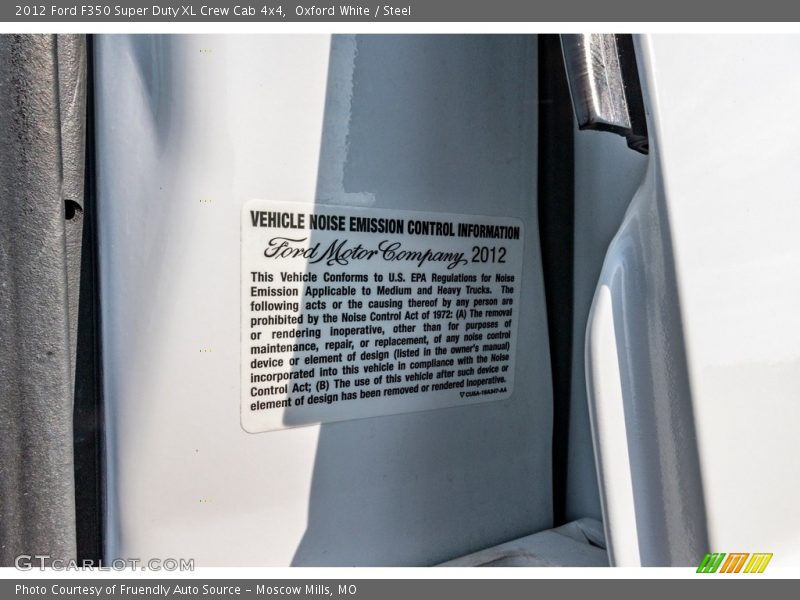 2012 Ford F350 Super Duty XL Crew Cab 4x4, Oxford White / Steel
VEHICLE NOISE EMISSION CONTROL INFORMATION
Ford Motor Company, 2012
This Vehicle Conforms to U.S. EPA Regulations for Noise
Emission Applicable to Medium and Heavy Trucks. The
following acts or the causing thereof by any person are
prohibited by the Noise Control Act of 1972: (A) The removal
or rendering inoperative, other than for purposes of
maintenance, repair, or replacement, of any noise control
device or element of design (listed in the owner's manual)
incorporated into this vehicle in compliance with the Noise
Control Act; (B) The use of this vehicle after such device or
element of design has been removed or rendered inoperative.
CU5A-16A347-AA
GTCARLOT.COM
Photo Courtesy of Fruendly Auto Source - Moscow Mills, MO